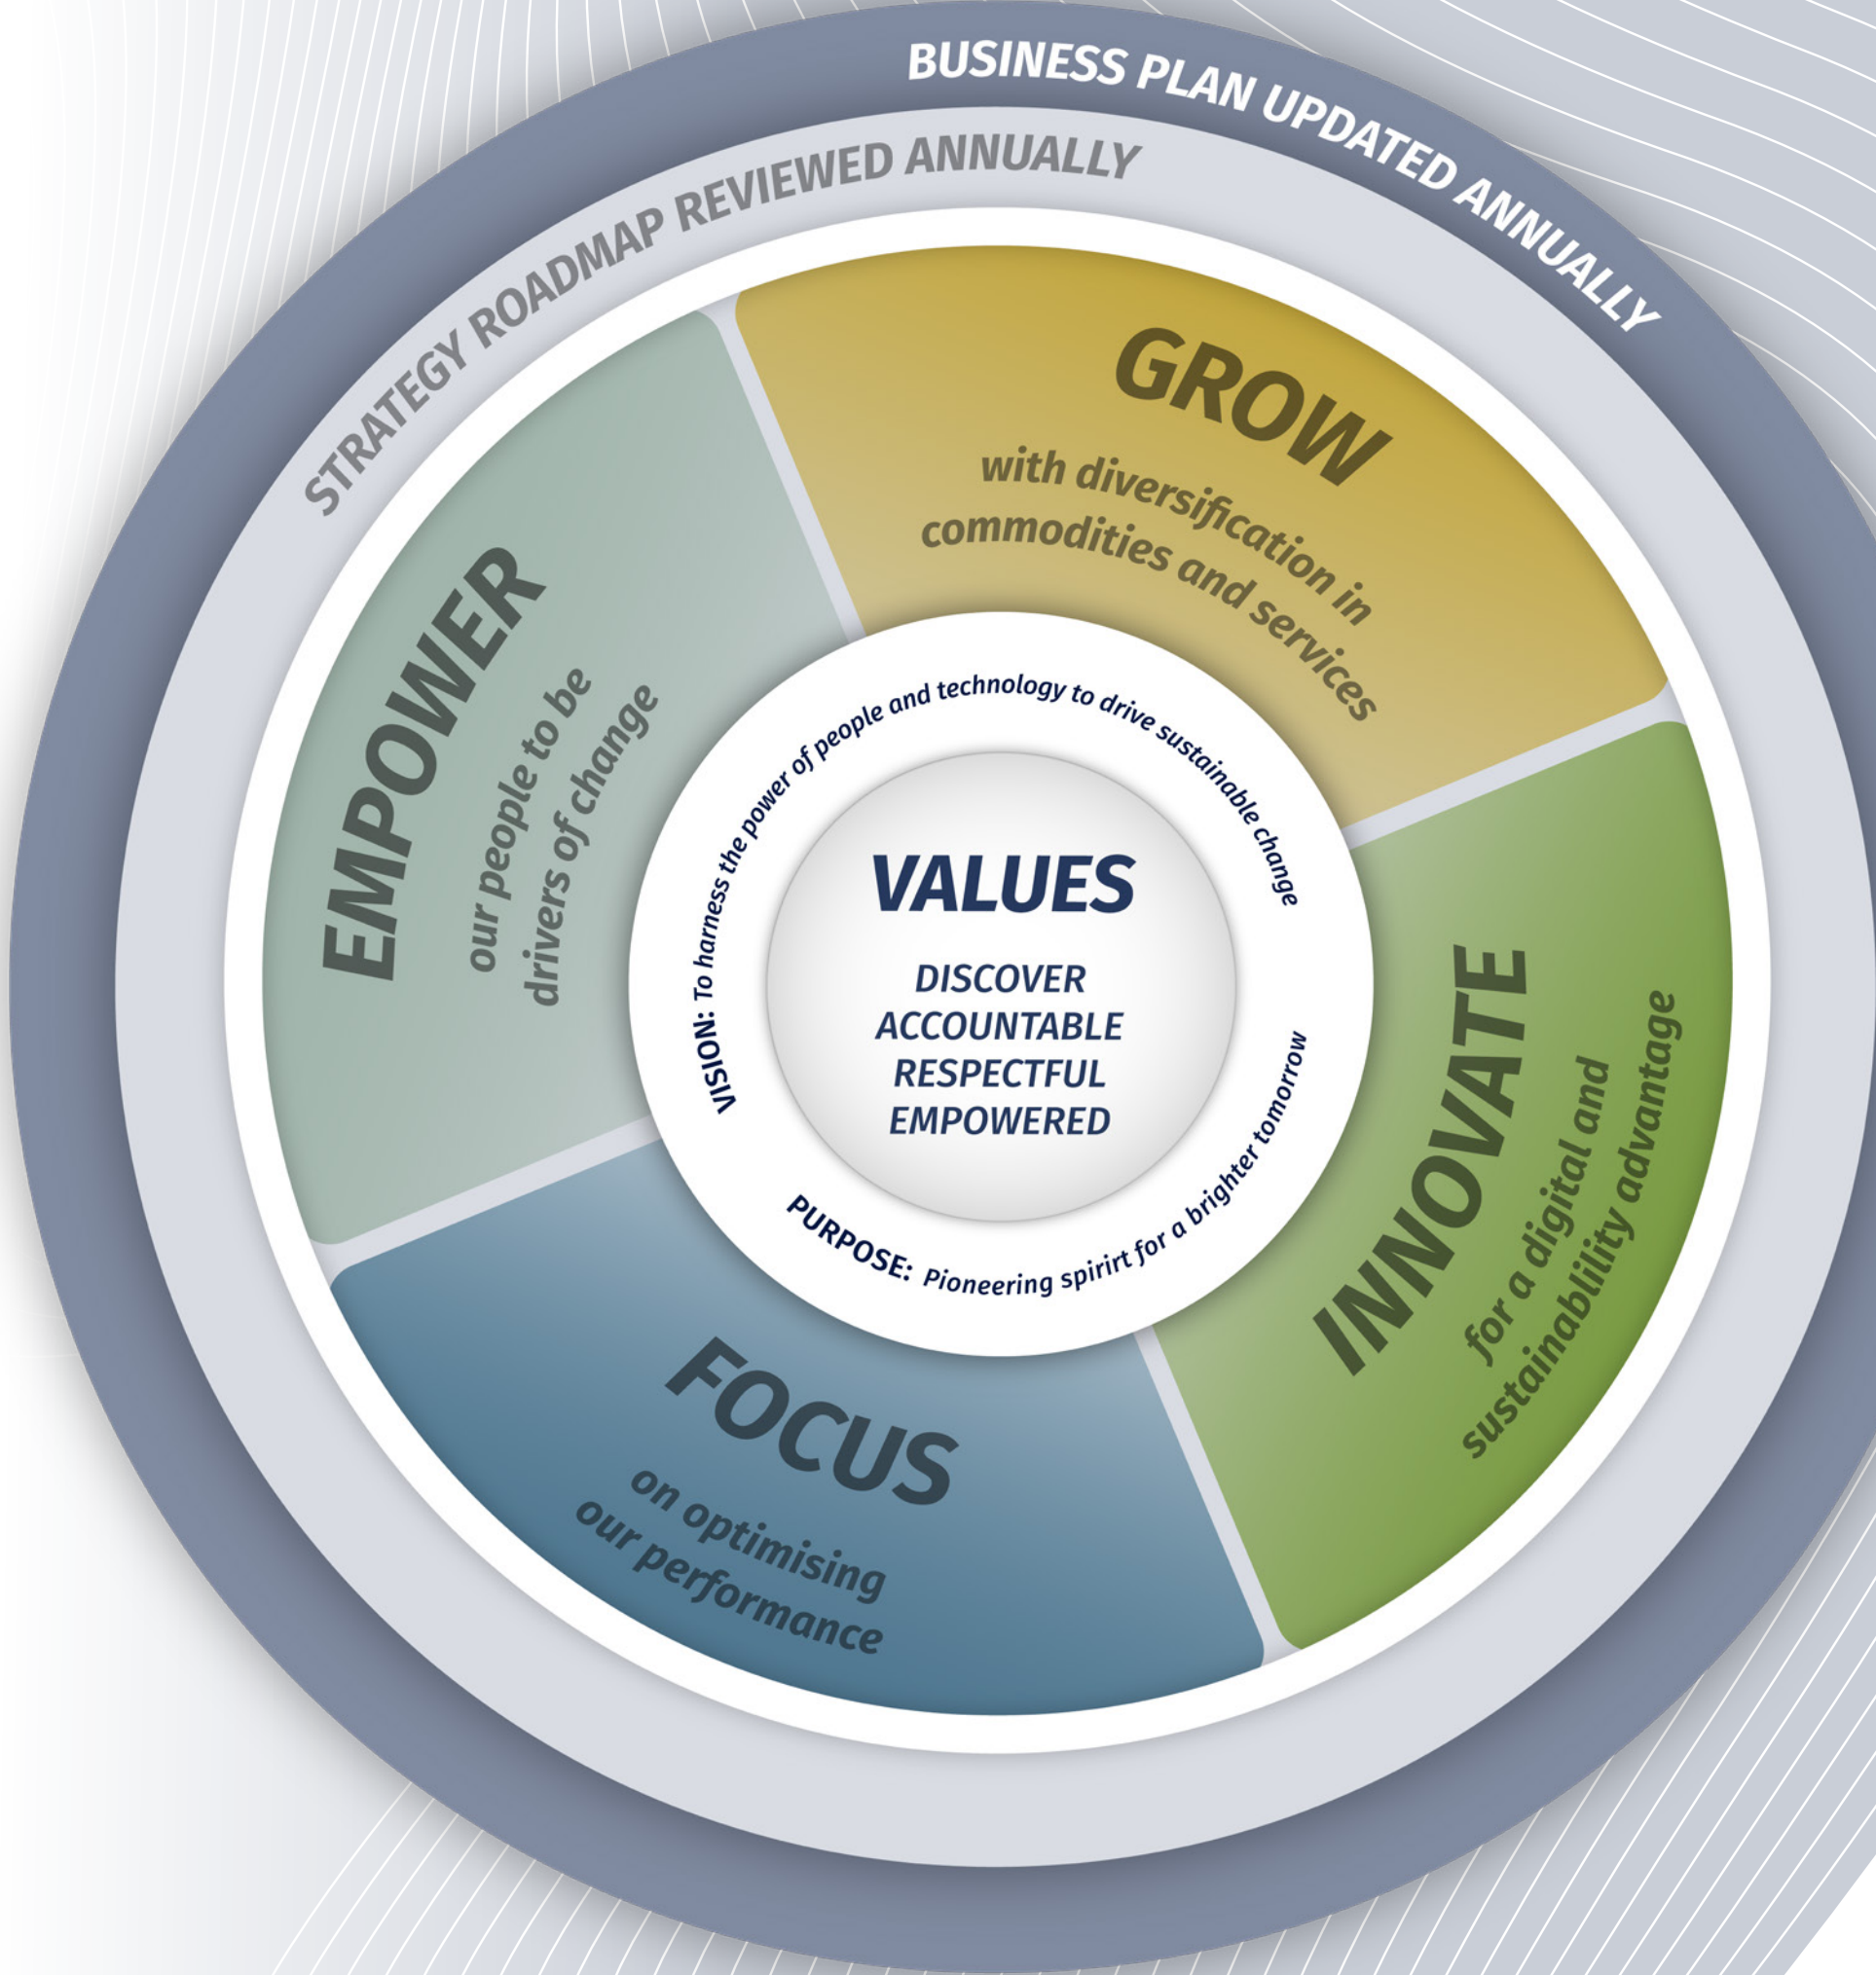 BUSINESS PLAN UPDATED ANNUALLY
STRATEGY ROADMAP REVIEWED ANNUALLY
GROW
with diversification in
commodities and services
EMPOWER
our people to be
drivers of change
INNOVATE
for a digital and
sustainablility advantage
FOCUS
on optimising
our performance
VISION: To harness the power of people and technology to drive sustainable change
VALUES
DISCOVER
ACCOUNTABLE
RESPECTFUL
EMPOWERED
PURPOSE: Pioneering spirirt for a brighter tomorrow